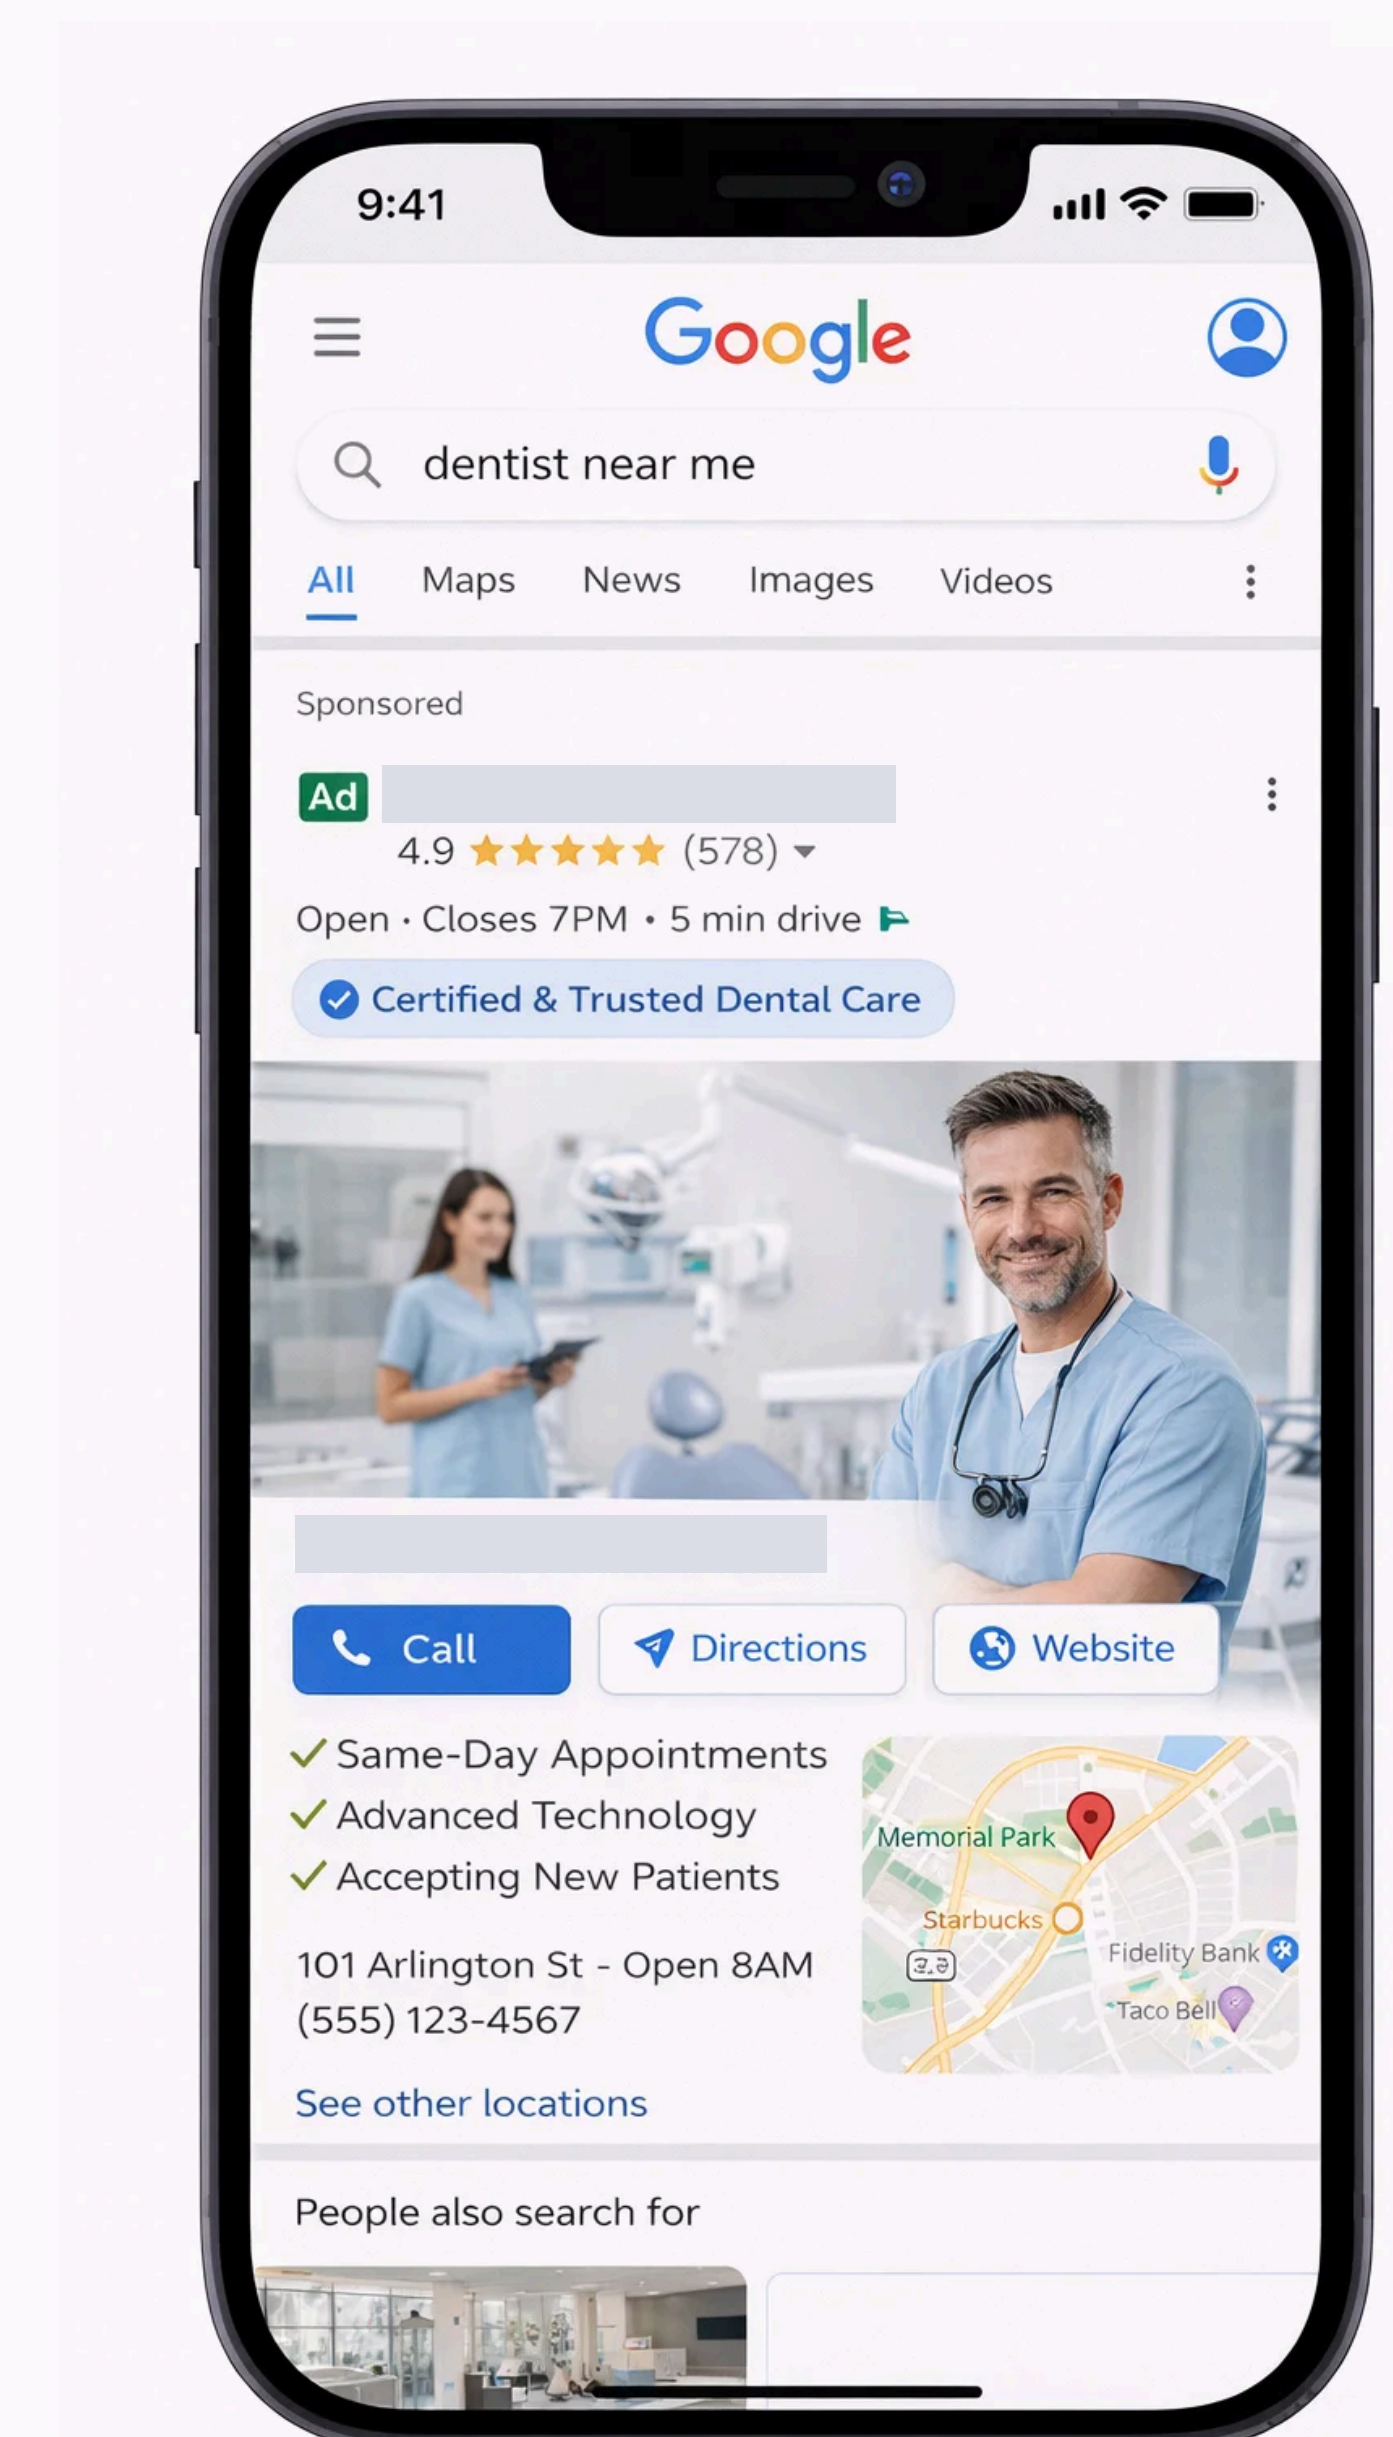 9:41
Google
dentist near me
All Maps News Images Videos
Sponsored
Ad
4.9 (578)
Open · Closes 7PM • 5 min drive
Certified & Trusted Dental Care
Call Directions Website
✓ Same-Day Appointments
✓ Advanced Technology
✓ Accepting New Patients
101 Arlington St - Open 8AM
(555) 123-4567
See other locations
Memorial Park
Starbucks
Fidelity Bank
Taco Bell
People also search for